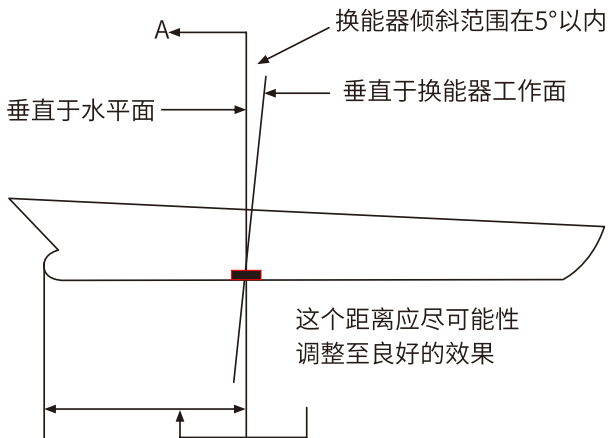 换能器倾斜范围在5°以内
A
垂直于换能器工作面
垂直于水平面
这个距离应尽可能性
调整至良好的效果